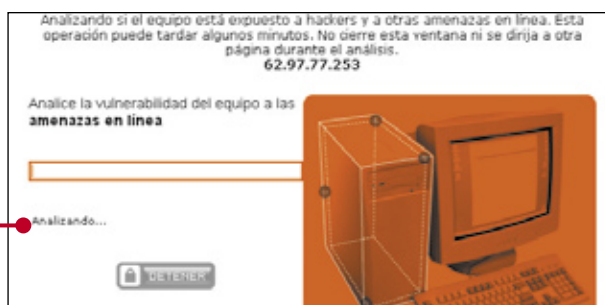 Analizando si el equipo está expuesto a hackers y a otras amenazas en línea. Esta
operación puede tardar algunos minutos. No cierre esta ventana ni se dirija a otra
página durante el análisis.
62.97.77.253
Analice la vulnerabilidad del equipo a las
amenazas en línea
Analizando...
DETENER